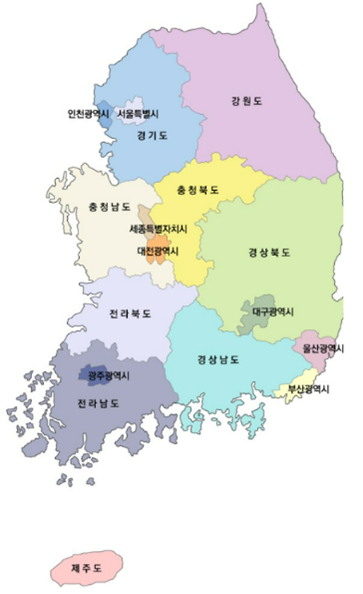 강원도
인천광역시 서울특별시
경기도
충청북도
충청남도
세종특별자치시
대전광역시
경상북도
전라북도
대구광역시
울산광역시
경상남도
광주광역시
부산광역시
전라남도
제주도